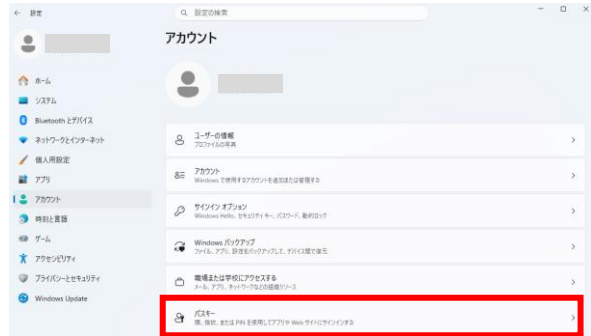 設定
設定の検索
アカウント
ホーム
システム
Bluetooth とデバイス
ネットワークとインターネット
個人用設定
アプリ
アカウント
時刻と言語
ゲーム
アクセシビリティ
プライバシーとセキュリティ
Windows Update
ユーザーの情報
プロファイルの写真
アカウント
Windows で使用するアカウントを追加または管理する
サインイン オプション
Windows Hello、セキュリティ キー、パスワード、動的ロック
Windows バックアップ
ファイル、アプリ、設定をバックアップして、デバイス間で復元
職場または学校にアクセスする
メール、アプリ、ネットワークなどの組織リソース
パスキー
顔、指紋、または PIN を使用してアプリや Web サイトにサインインする